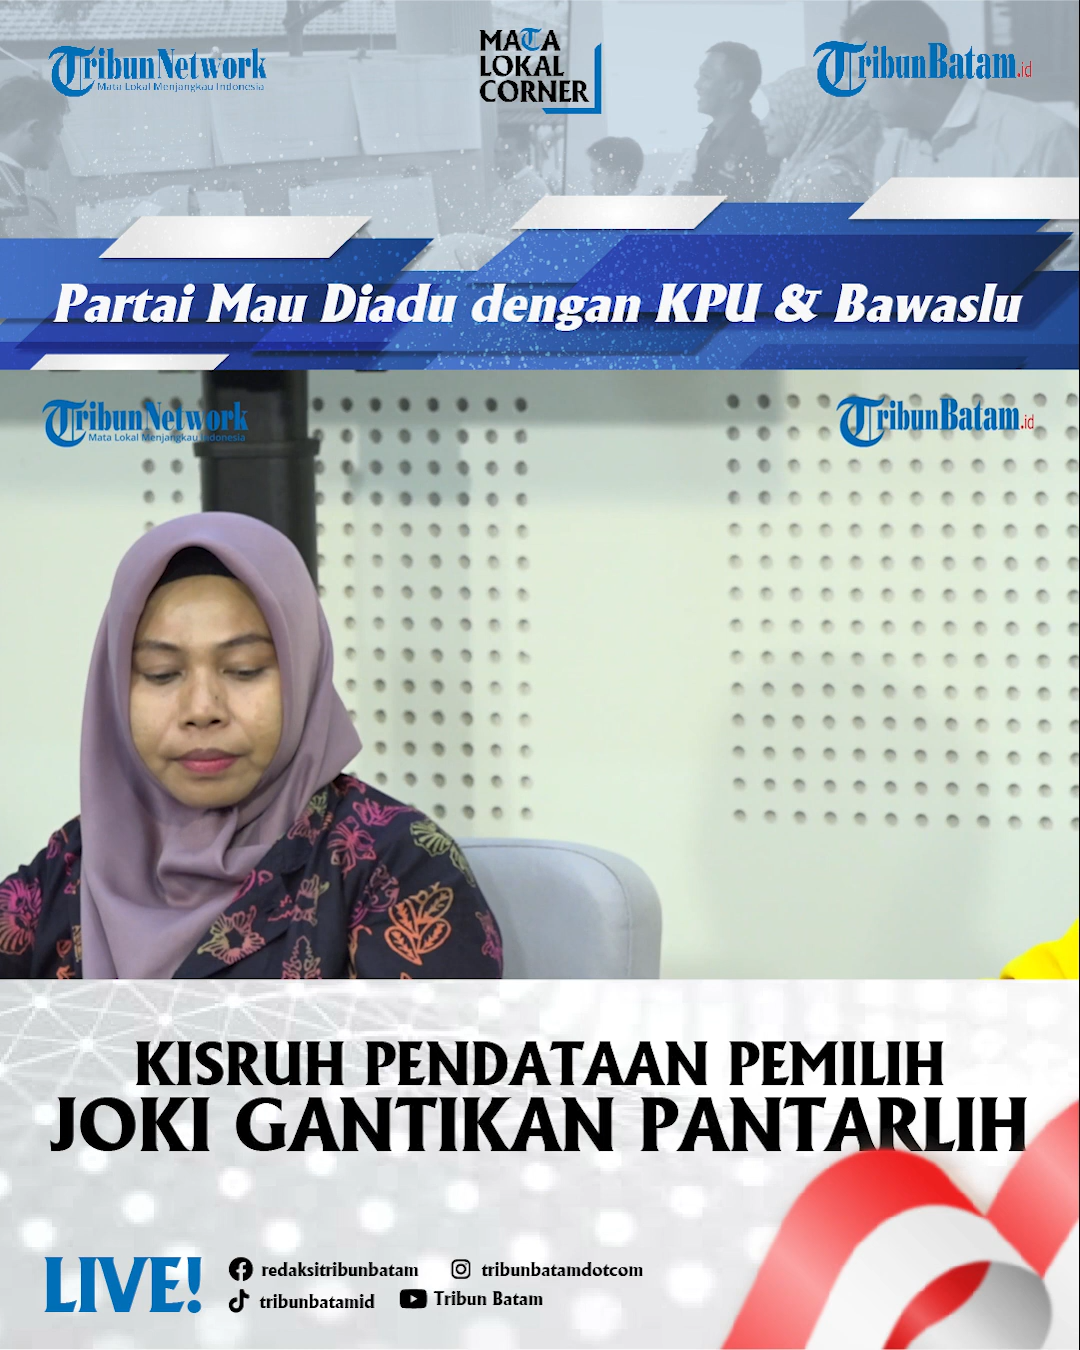 TribunNetwork
Mata Lokal Menjangkau Indonesia
MATA
LOKAL
CORNER
TribunBatam.id
Partai Mau Diadu dengan KPU & Bawaslu
TribunNetwork
Mata Lokal Menjangkau Indonesia
TribunBatam.id
KISRUH PENDATAAN PEMILIH
JOKI GANTIKAN PANTARLIH
LIVE!
redaksitribunbatam
tribunbatamdotcom
tribunbatamid
Tribun Batam